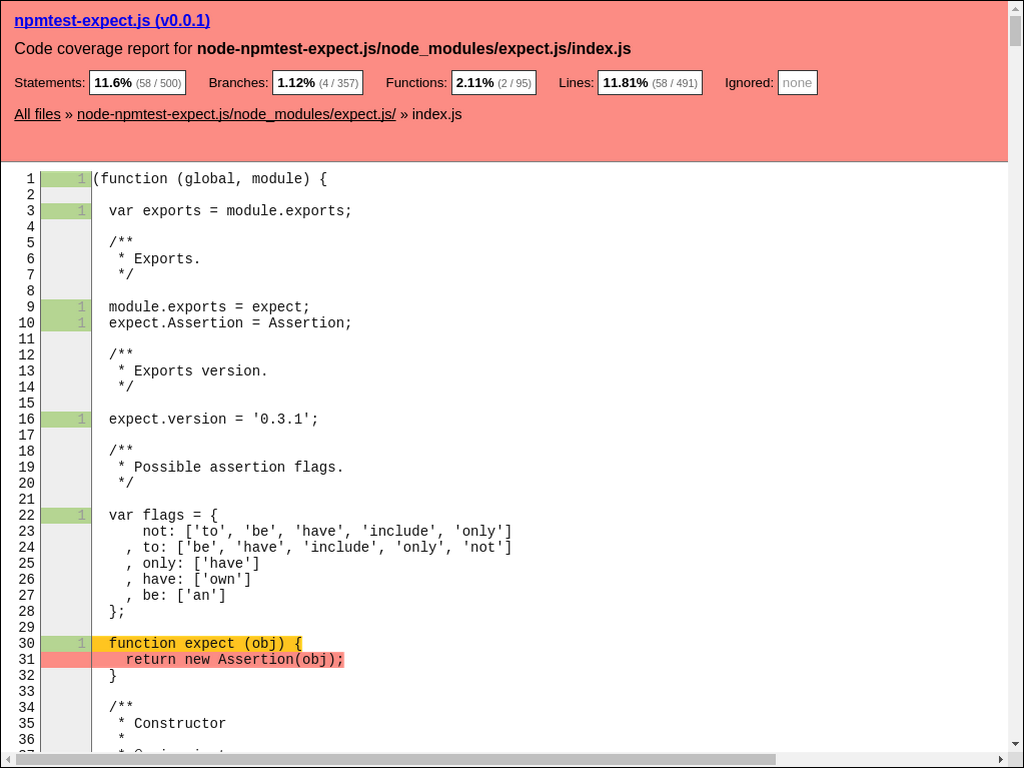 npmtest-expect.js (v0.0.1)
Code coverage report for node-npmtest-expect.js/node_modules/expect.js/index.js
Statements: 11.6% (58 / 500) Branches: 1.12% (4 / 357) Functions: 2.11% (2 / 95) Lines: 11.81% (58 / 491) Ignored: none
All files » node-npmtest-expect.js/node_modules/expect.js/ » index.js
1 1 (function (global, module) {
2
3 1 var exports = module.exports;
4
5 /**
6 * Exports.
7 */
8
9 1 module.exports = expect;
10 1 expect.Assertion = Assertion;
11
12 /**
13 * Exports version.
14 */
15
16 1 expect.version = '0.3.1';
17
18 /**
19 * Possible assertion flags.
20 */
21
22 1 var flags = {
23 not: ['to', 'be', 'have', 'include', 'only']
24 , to: ['be', 'have', 'include', 'only', 'not']
25 , only: ['have']
26 , have: ['own']
27 , be: ['an']
28 };
29
30 1 function expect (obj) {
31 return new Assertion(obj);
32 }
33
34 /**
35 * Constructor
36 *